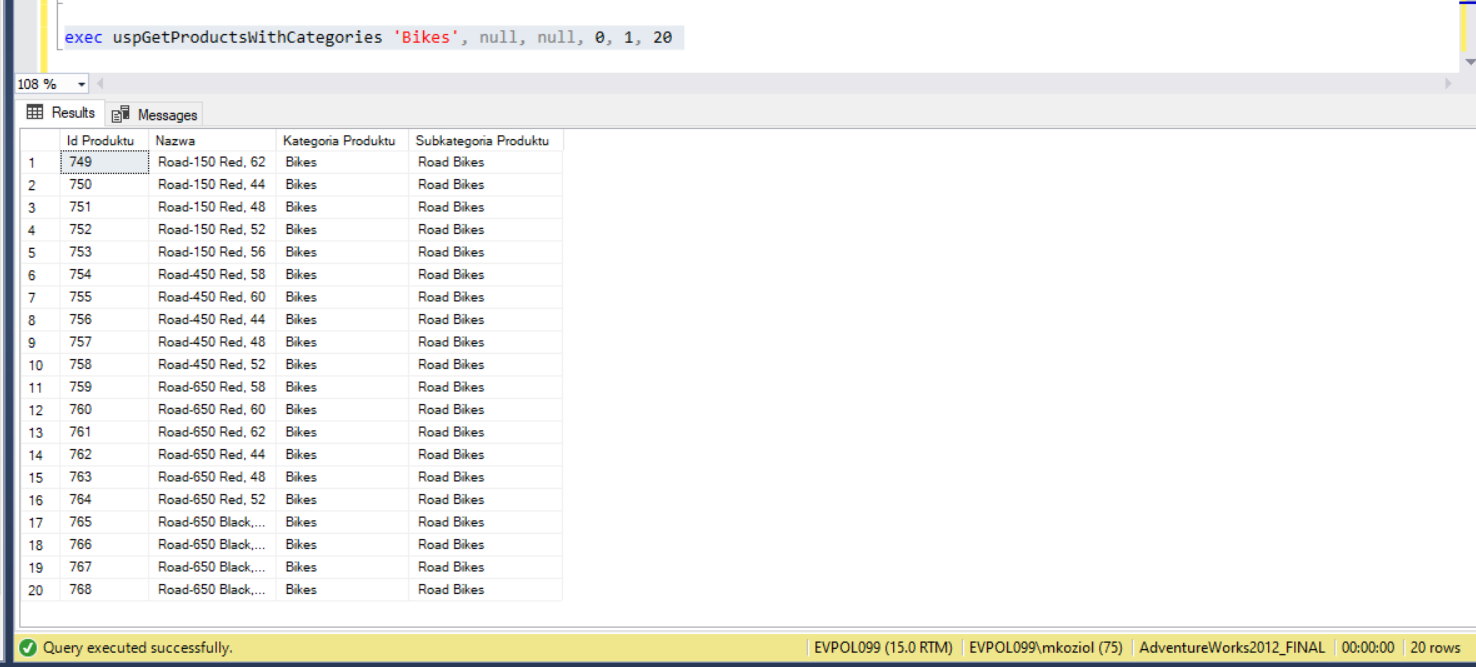 exec uspGetProductsWithCategories 'Bikes', null, null, 0, 1, 20
108 %
Results Messages
Id Produktu Nazwa Kategoria Produktu Subkategoria Produktu
1 749 Road-150 Red, 62 Bikes Road Bikes
2 750 Road-150 Red, 44 Bikes Road Bikes
3 751 Road-150 Red, 48 Bikes Road Bikes
4 752 Road-150 Red, 52 Bikes Road Bikes
5 753 Road-150 Red, 56 Bikes Road Bikes
6 754 Road-450 Red, 58 Bikes Road Bikes
7 755 Road-450 Red, 60 Bikes Road Bikes
8 756 Road-450 Red, 44 Bikes Road Bikes
9 757 Road-450 Red, 48 Bikes Road Bikes
10 758 Road-450 Red, 52 Bikes Road Bikes
11 759 Road-650 Red, 58 Bikes Road Bikes
12 760 Road-650 Red, 60 Bikes Road Bikes
13 761 Road-650 Red, 62 Bikes Road Bikes
14 762 Road-650 Red, 44 Bikes Road Bikes
15 763 Road-650 Red, 48 Bikes Road Bikes
16 764 Road-650 Red, 52 Bikes Road Bikes
17 765 Road-650 Black,... Bikes Road Bikes
18 766 Road-650 Black,... Bikes Road Bikes
19 767 Road-650 Black,... Bikes Road Bikes
20 768 Road-650 Black,... Bikes Road Bikes
Query executed successfully. EVPOL099 (15.0 RTM) EVPOL099\mkoziol (75) AdventureWorks2012_FINAL 00:00:00 20 rows